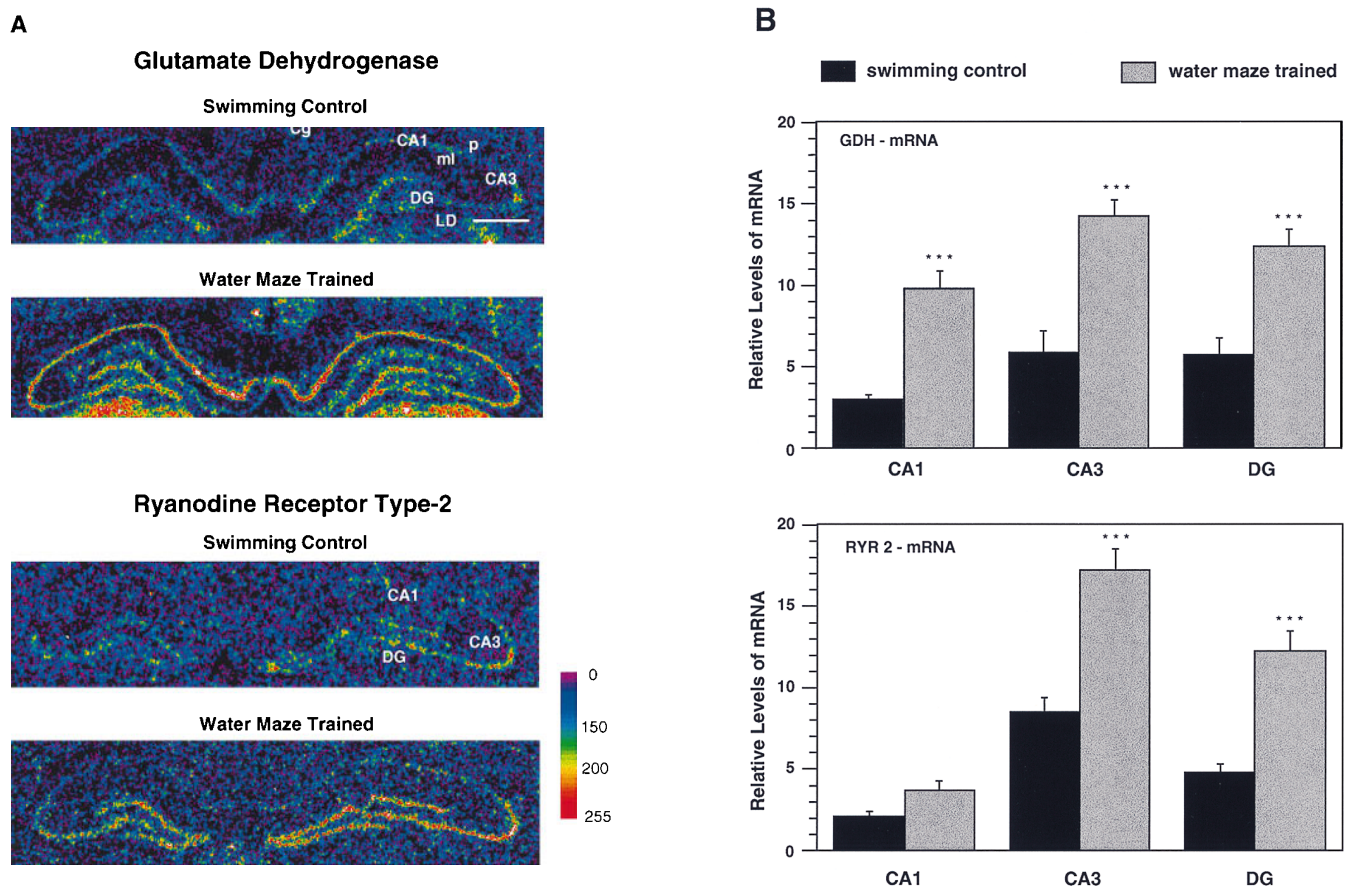 A
Glutamate Dehydrogenase
Swimming Control
Cg
CA1
p
ml
CA3
DG
LD
Water Maze Trained
Ryanodine Receptor Type-2
Swimming Control
CA1
CA3
DG
0
150
200
255
Water Maze Trained
B
swimming control
water maze trained
GDH - mRNA
Relative Levels of mRNA
20
15
10
5
0
* * *
* * *
* * *
CA1
CA3
DG
RYR 2 - mRNA
Relative Levels of mRNA
20
15
10
5
0
* * *
* * *
CA1
CA3
DG